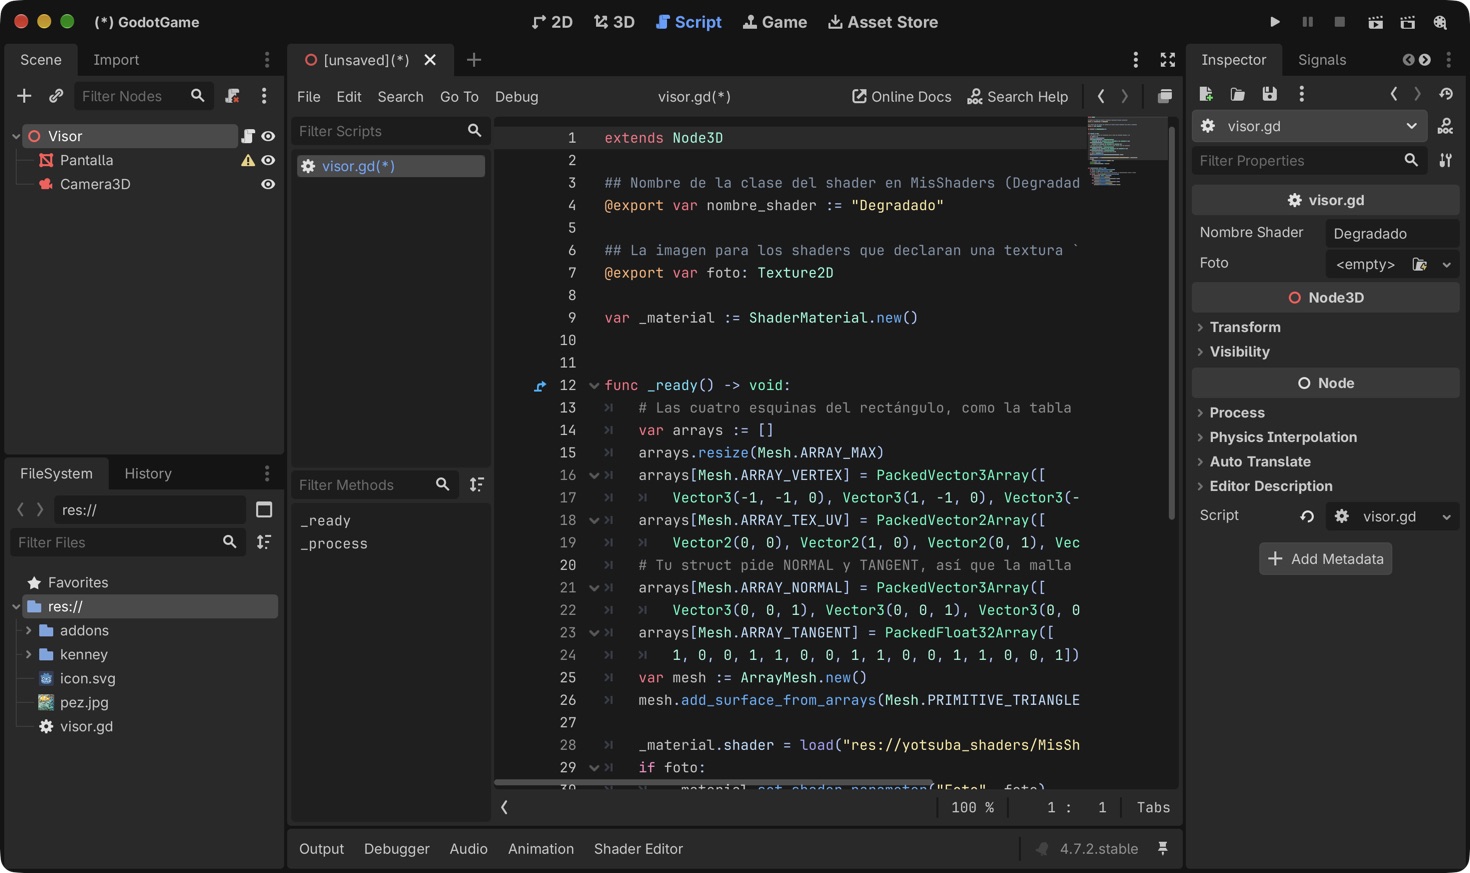 (*) GodotGame
2D
3D
Script
Game
Asset Store
Scene
Import
Filter Nodes
Visor
Pantalla
Camera3D
FileSystem
History
res://
Filter Files
Favorites
res://
addons
kenney
icon.svg
pez.jpg
visor.gd
[unsaved](*)
File
Edit
Search
Go To
Debug
visor.gd(*)
Online Docs
Search Help
Filter Scripts
visor.gd(*)
Filter Methods
_ready
_process
1 extends Node3D
2
3 ## Nombre de la clase del shader en MisShaders (Degradad
4 @export var nombre_shader := "Degradado"
5
6 ## La imagen para los shaders que declaran una textura `
7 @export var foto: Texture2D
8
9 var _material := ShaderMaterial.new()
10
11
12 func _ready() -> void:
13 # Las cuatro esquinas del rectángulo, como la tabla
14 var arrays := []
15 arrays.resize(Mesh.ARRAY_MAX)
16 arrays[Mesh.ARRAY_VERTEX] = PackedVector3Array([
17 Vector3(-1, -1, 0), Vector3(1, -1, 0), Vector3(-
18 arrays[Mesh.ARRAY_TEX_UV] = PackedVector2Array([
19 Vector2(0, 0), Vector2(1, 0), Vector2(0, 1), Vec
20 # Tu struct pide NORMAL y TANGENT, así que la malla
21 arrays[Mesh.ARRAY_NORMAL] = PackedVector3Array([
22 Vector3(0, 0, 1), Vector3(0, 0, 1), Vector3(0, 0
23 arrays[Mesh.ARRAY_TANGENT] = PackedFloat32Array([
24 1, 0, 0, 1, 1, 0, 0, 1, 1, 0, 0, 1, 1, 0, 0, 1])
25 var mesh := ArrayMesh.new()
26 mesh.add_surface_from_arrays(Mesh.PRIMITIVE_TRIANGLE
27
28 _material.shader = load("res://yotsuba_shaders/MisSh
29 if foto:
30 _material.set_shader_parameter("Foto", foto)
100 %
1 : 1
Tabs
Output
Debugger
Audio
Animation
Shader Editor
4.7.2.stable
Inspector
Signals
visor.gd
Filter Properties
visor.gd
Nombre Shader
Degradado
Foto
<empty>
Node3D
Transform
Visibility
Node
Process
Physics Interpolation
Auto Translate
Editor Description
Script
visor.gd
Add Metadata